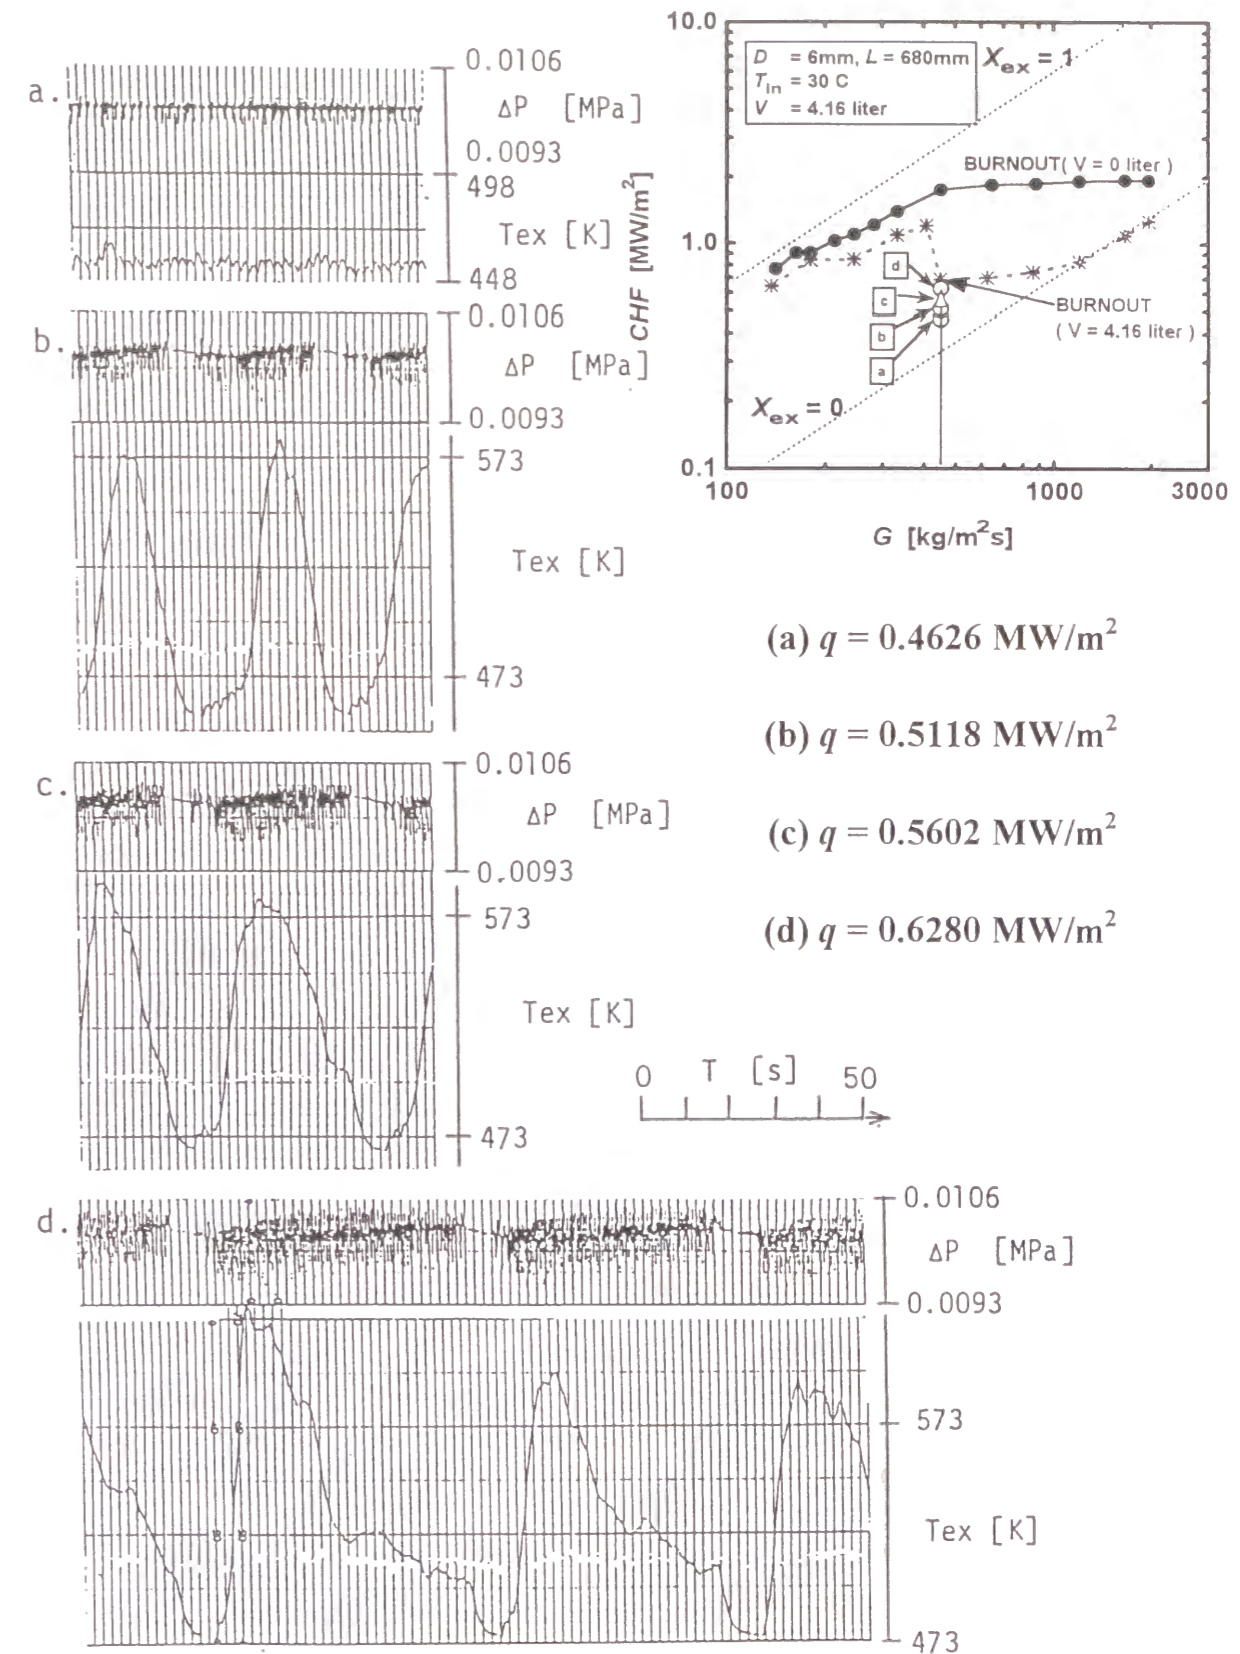 a.
0.0106
ΔP [MPa]
0.0093
498
Tex [K]
448
b.
0.0106
ΔP [MPa]
0.0093
573
Tex [K]
473
c.
0.0106
ΔP [MPa]
0.0093
573
Tex [K]
473
d.
0.0106
ΔP [MPa]
0.0093
573
Tex [K]
473
10.0
1.0
0.1
CHF [MW/m²]
D = 6mm, L = 680mm
Tin = 30 C
V = 4.16 liter
Xex = 1
BURNOUT( V = 0 liter )
d
c
b
a
BURNOUT
( V = 4.16 liter )
Xex = 0
100
1000
3000
G [kg/m²s]
(a) q = 0.4626 MW/m²
(b) q = 0.5118 MW/m²
(c) q = 0.5602 MW/m²
(d) q = 0.6280 MW/m²
0 T [s] 50